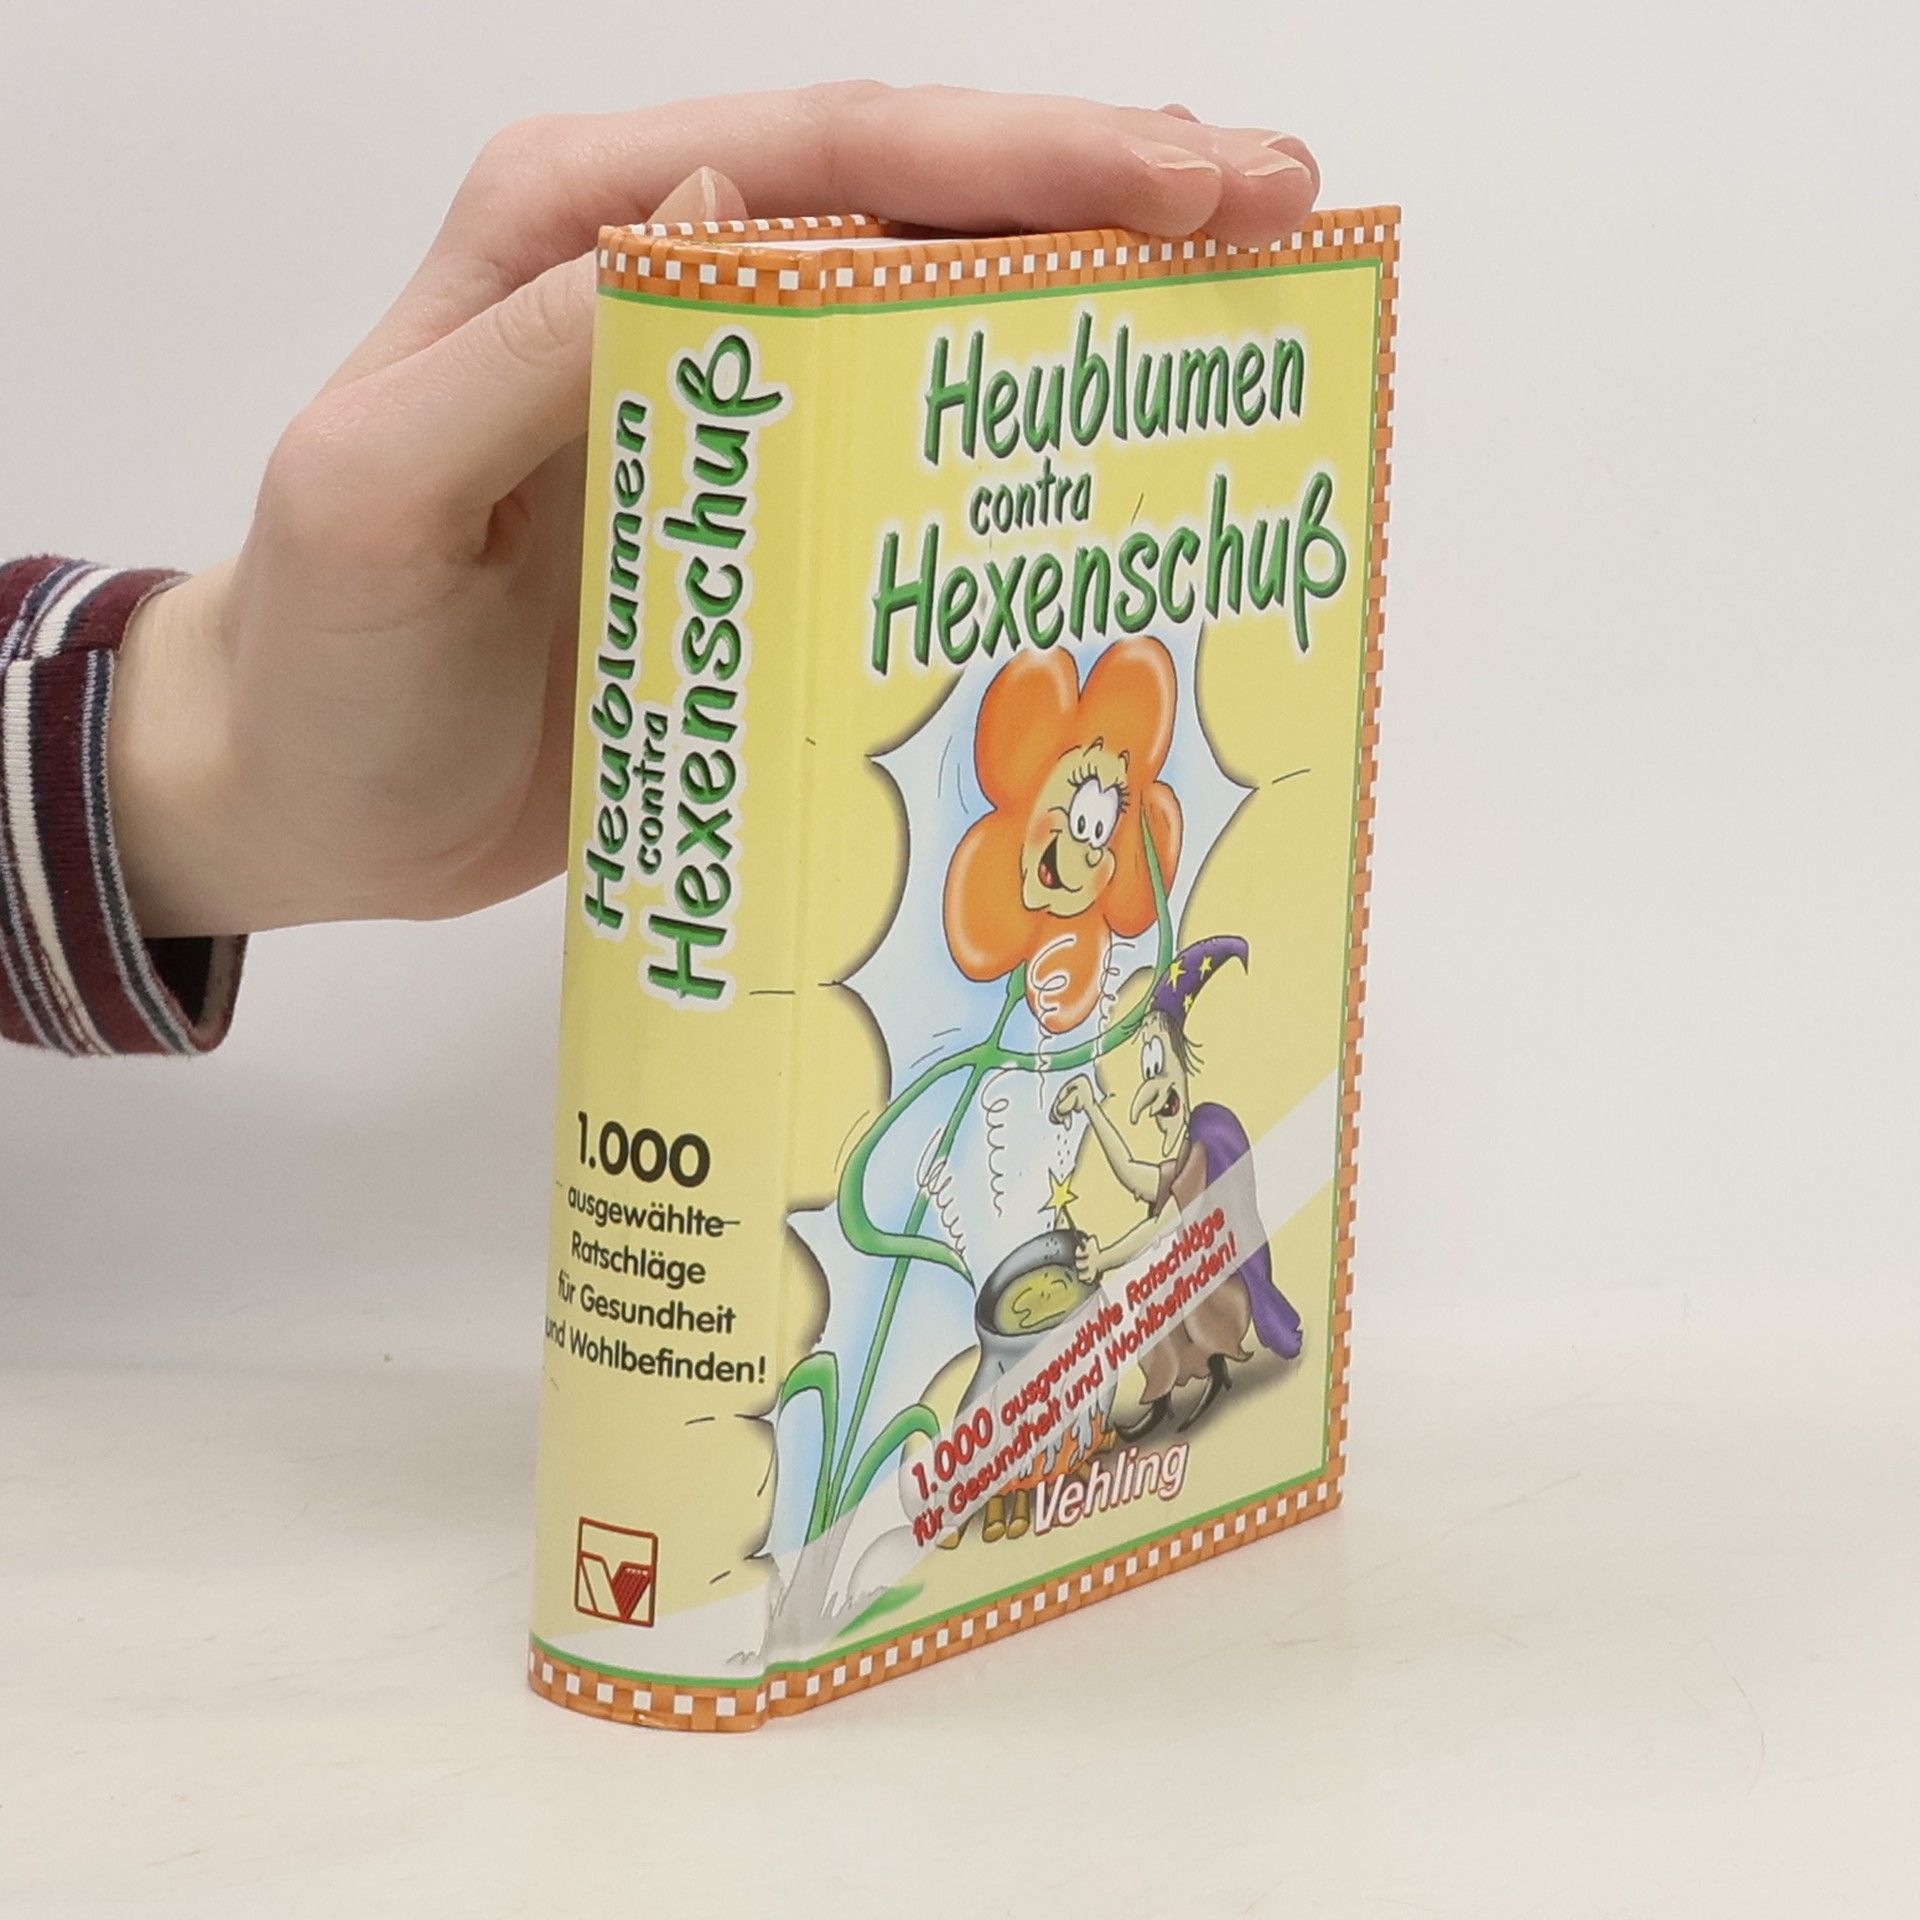 Heublumen
contra
Hexenschuß
1.000
ausgewählte
Ratschläge
für Gesundheit
und Wohlbefinden!
Heublumen
contra
Hexenschuß
1.000 ausgewählte Ratschläge
für Gesundheit und Wohlbefinden!
Vehling